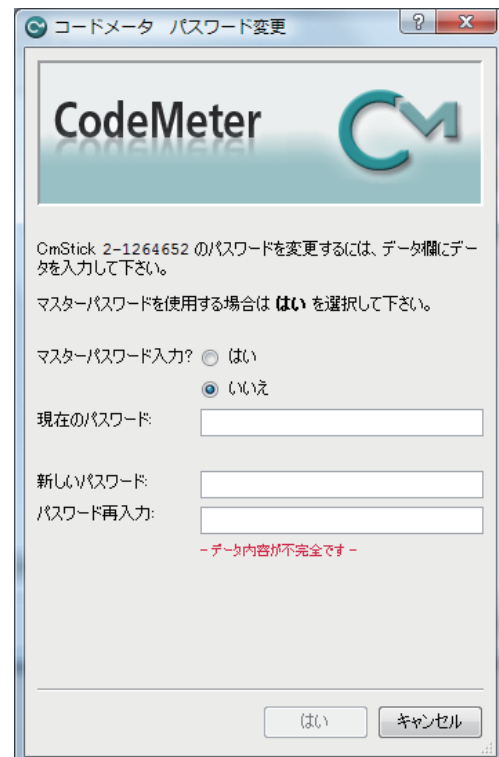 コードメータ パスワード変更
CodeMeter
CmStick 2-1264652 のパスワードを変更するには、データ欄にデー
タを入力して下さい。
マスターパスワードを使用する場合は はい を選択して下さい。
マスターパスワード入力? はい
いいえ
現在のパスワード:
新しいパスワード:
パスワード再入力:
- データ内容が不完全です -
はい キャンセル